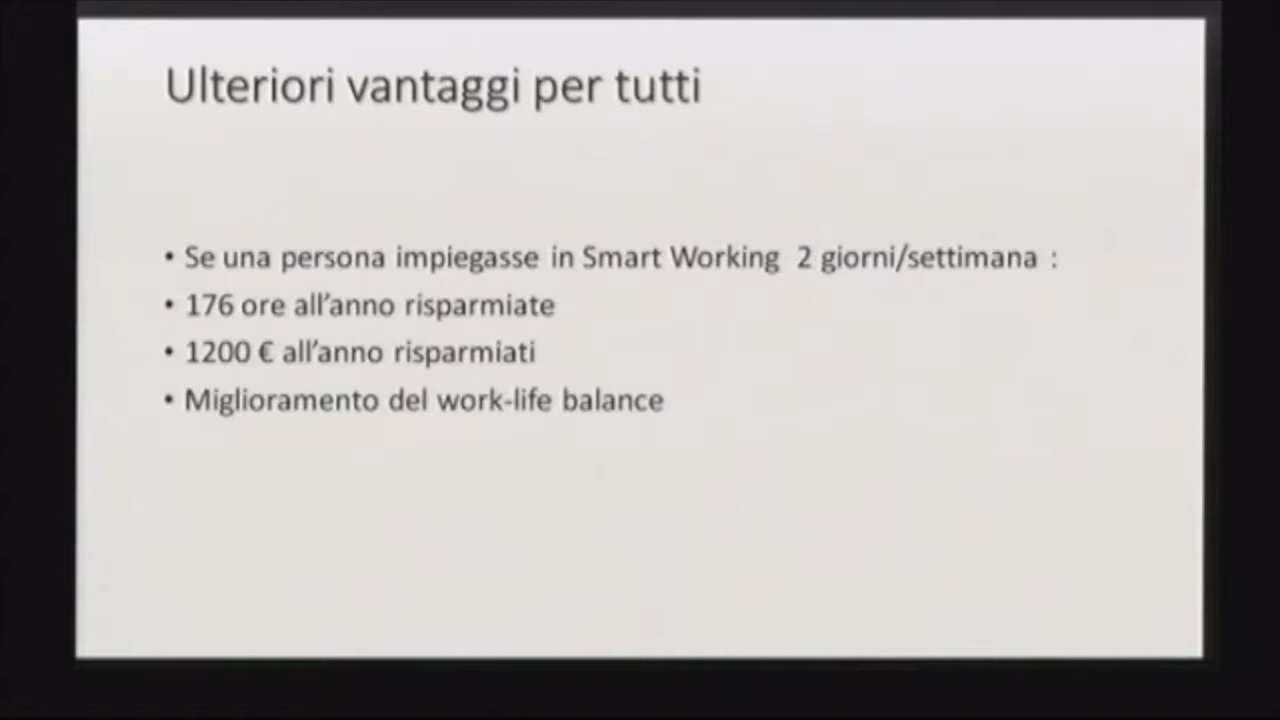 Ulteriori vantaggi per tutti
• Se una persona impiegasse in Smart Working 2 giorni/settimana :
• 176 ore all’anno risparmiate
• 1200 € all’anno risparmiati
• Miglioramento del work-life balance